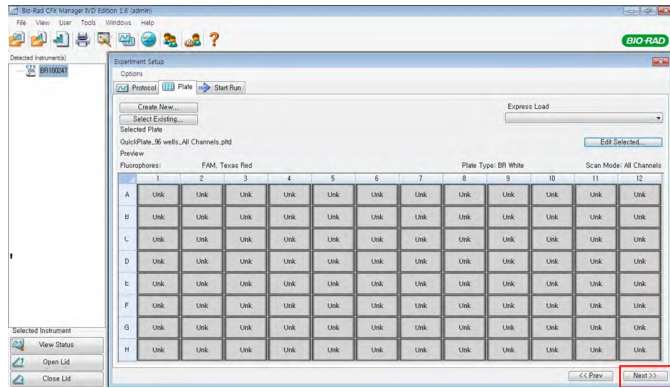 Bio-Rad CFX Manager IVD Edition 1.6 (admin)
File View User Tools Windows Help
? BIO-RAD
Detected Instrument(s)
BR100247
Experiment Setup
Options
Protocol Plate Start Run
Create New...
Select Existing...
Express Load
Selected Plate
QuickPlate_96 wells_All Channels.pltd
Edit Selected...
Preview
Fluorophores: FAM, Texas Red Plate Type: BR White Scan Mode: All Channels
1 2 3 4 5 6 7 8 9 10 11 12
A Unk Unk Unk Unk Unk Unk Unk Unk Unk Unk Unk Unk
B Unk Unk Unk Unk Unk Unk Unk Unk Unk Unk Unk Unk
C Unk Unk Unk Unk Unk Unk Unk Unk Unk Unk Unk Unk
D Unk Unk Unk Unk Unk Unk Unk Unk Unk Unk Unk Unk
E Unk Unk Unk Unk Unk Unk Unk Unk Unk Unk Unk Unk
F Unk Unk Unk Unk Unk Unk Unk Unk Unk Unk Unk Unk
G Unk Unk Unk Unk Unk Unk Unk Unk Unk Unk Unk Unk
H Unk Unk Unk Unk Unk Unk Unk Unk Unk Unk Unk Unk
Selected Instrument
View Status
Open Lid
Close Lid
<< Prev Next >>